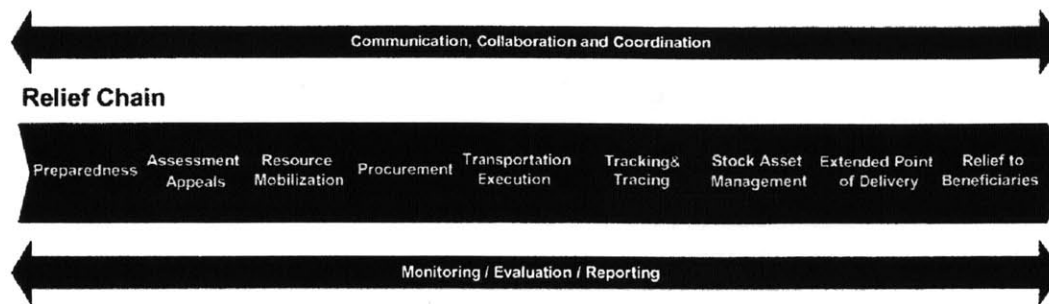 Communication, Collaboration and Coordination
Relief Chain
Preparedness
Assessment
Appeals
Resource
Mobilization
Procurement
Transportation
Execution
Tracking&
Tracing
Stock Asset
Management
Extended Point
of Delivery
Relief to
Beneficiaries
Monitoring / Evaluation / Reporting